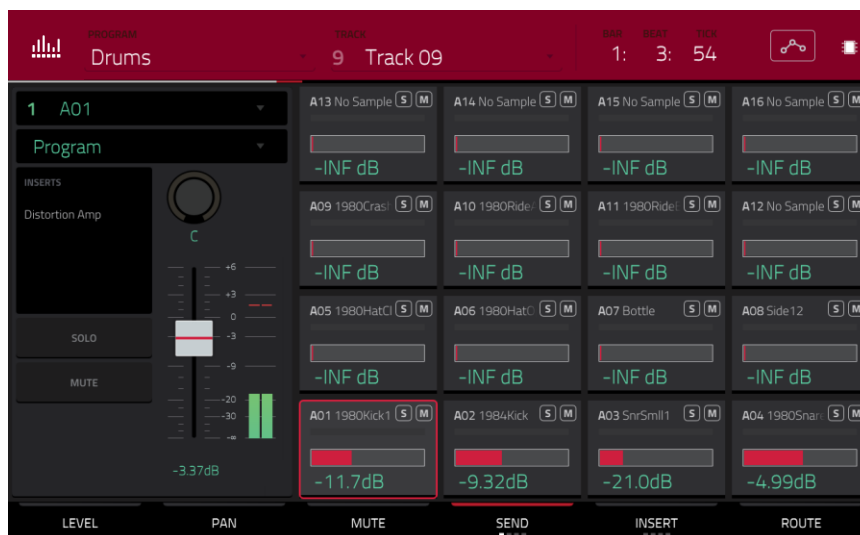 PROGRAM
Drums
TRACK
9 Track 09
BAR BEAT TICK
1: 3: 54
1 A01
Program
INSERTS
Distortion Amp
C
+6
+3
0
-3
-9
-20
-30
-∞
SOLO
MUTE
-3.37dB
A13 No Sample S M
A14 No Sample S M
A15 No Sample S M
A16 No Sample S M
-INF dB
-INF dB
-INF dB
-INF dB
A09 1980Cras S M
A10 1980Ride S M
A11 1980Ride S M
A12 No Sample S M
-INF dB
-INF dB
-INF dB
-INF dB
A05 1980HatCl S M
A06 1980Hat S M
A07 Bottle S M
A08 Side12 S M
-INF dB
-INF dB
-INF dB
-INF dB
A01 1980Kick1 S M
A02 1984Kick S M
A03 SnrSmll1 S M
A04 1980Snar S M
-11.7dB
-9.32dB
-21.0dB
-4.99dB
LEVEL PAN MUTE SEND INSERT ROUTE